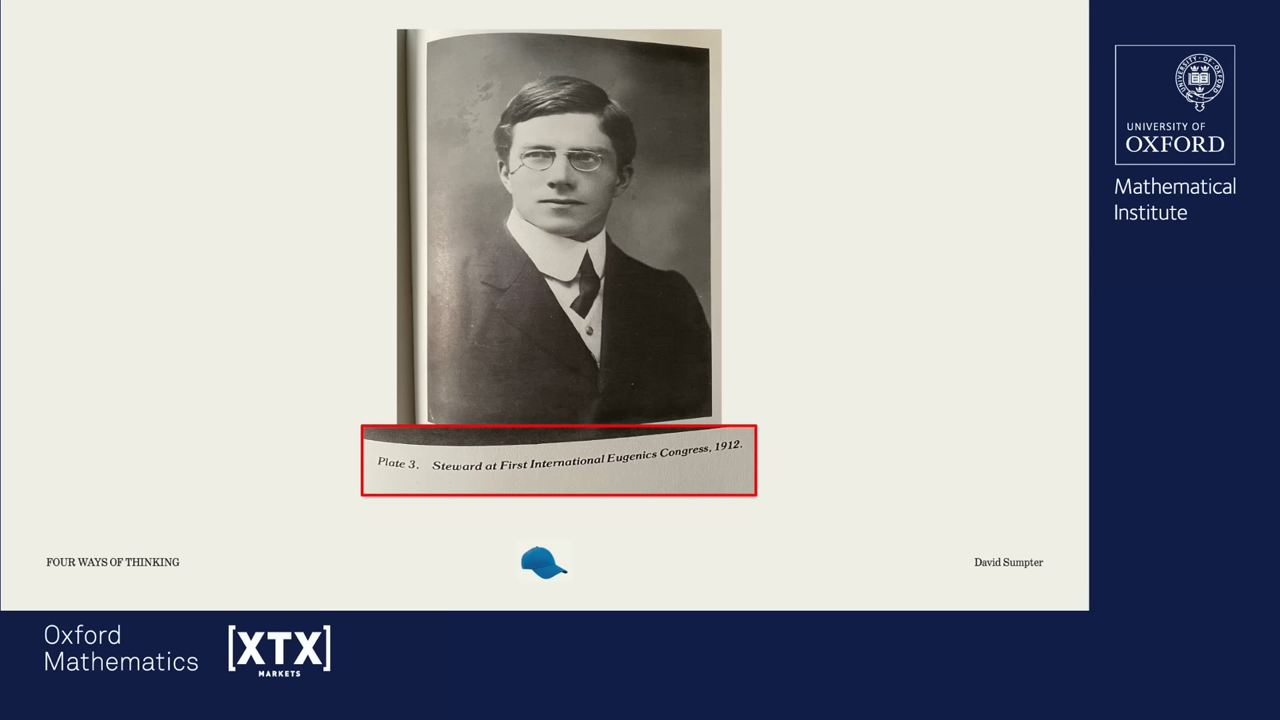 UNIVERSITY OF
OXFORD
Mathematical
Institute
Plate 3. Steward at First International Eugenics Congress, 1912.
FOUR WAYS OF THINKING
David Sumpter
Oxford
Mathematics
[XTX]
MARKETS